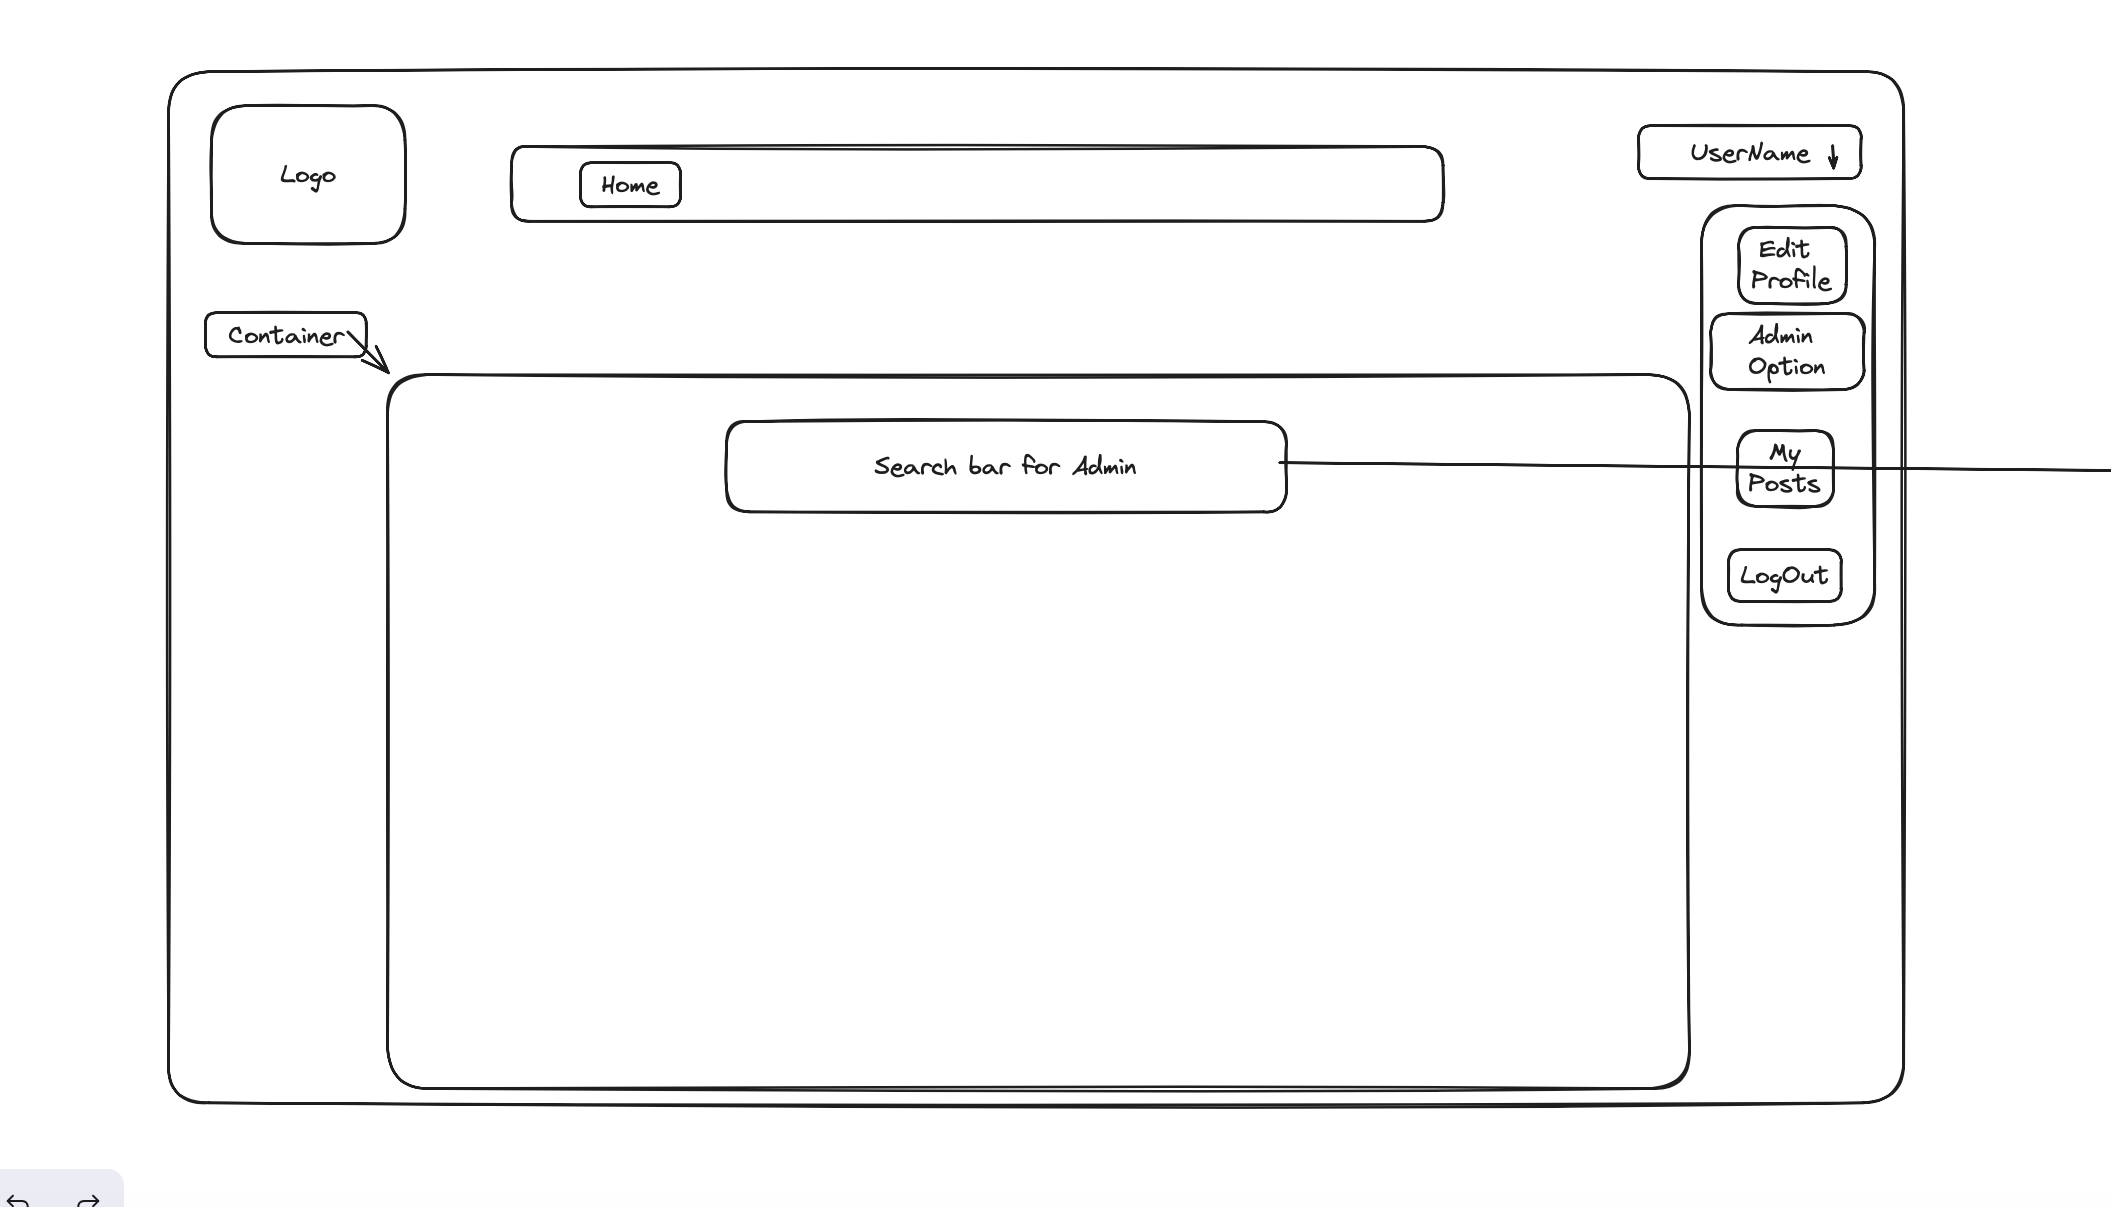 Logo
Home
UserName
Edit
Profile
Container
Admin
Option
Search bar for Admin
My
Posts
LogOut